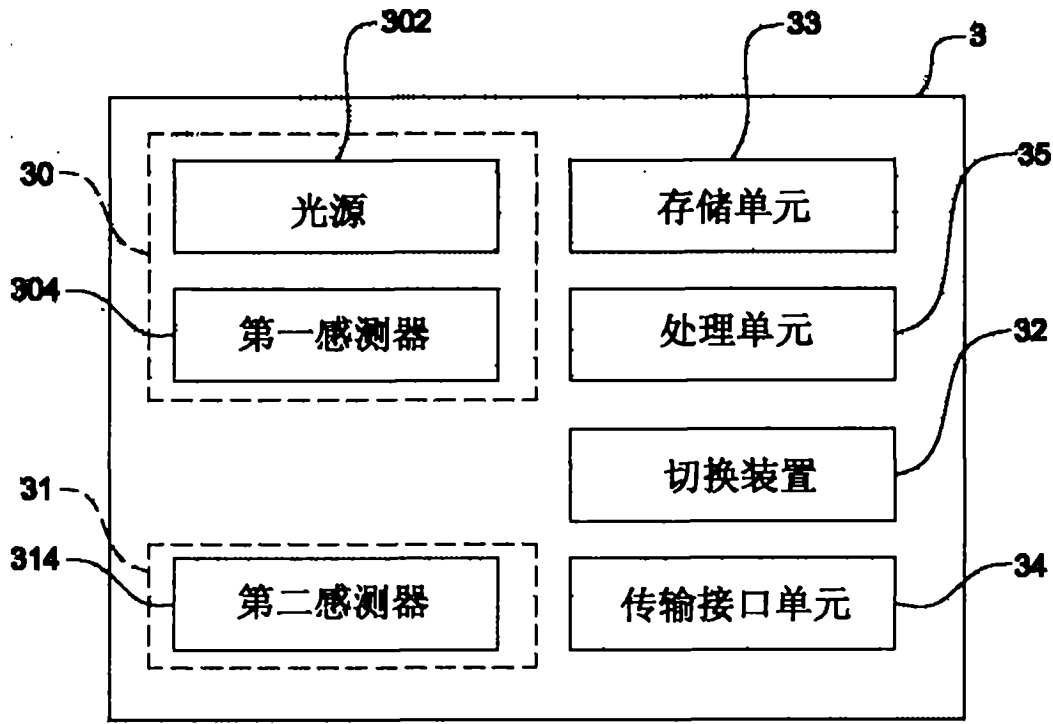 302
33
3
30
光源
存储单元
35
304
第一感测器
处理单元
32
切换装置
31
314
第二感测器
传输接口单元
34